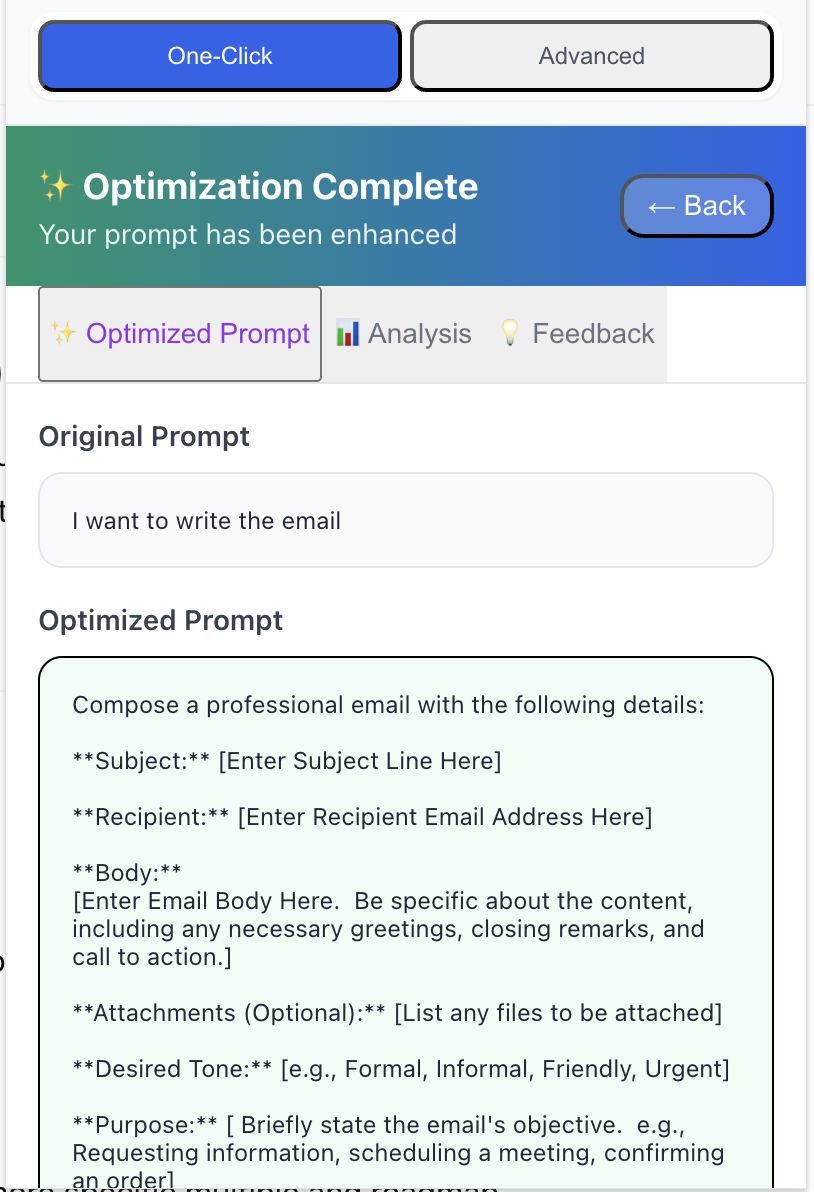 One-Click
Advanced
✨ Optimization Complete
Your prompt has been enhanced
← Back
✨ Optimized Prompt
📊 Analysis
💡 Feedback
Original Prompt
I want to write the email
Optimized Prompt
Compose a professional email with the following details:
**Subject:** [Enter Subject Line Here]
**Recipient:** [Enter Recipient Email Address Here]
**Body:**
[Enter Email Body Here.  Be specific about the content,
including any necessary greetings, closing remarks, and
call to action.]
**Attachments (Optional):** [List any files to be attached]
**Desired Tone:** [e.g., Formal, Informal, Friendly, Urgent]
**Purpose:** [ Briefly state the email's objective.  e.g.,
Requesting information, scheduling a meeting, confirming
an order]